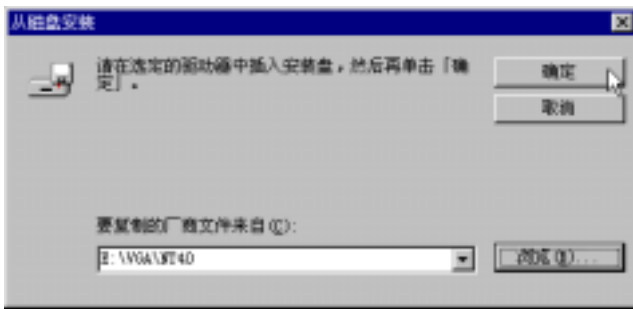 从磁盘安装
请在选定的驱动器中插入安装盘，然后再单击「确
定」。
确定
取消
要复制的厂商文件来自(C):
E:\VGA\NT40
浏览(B)...